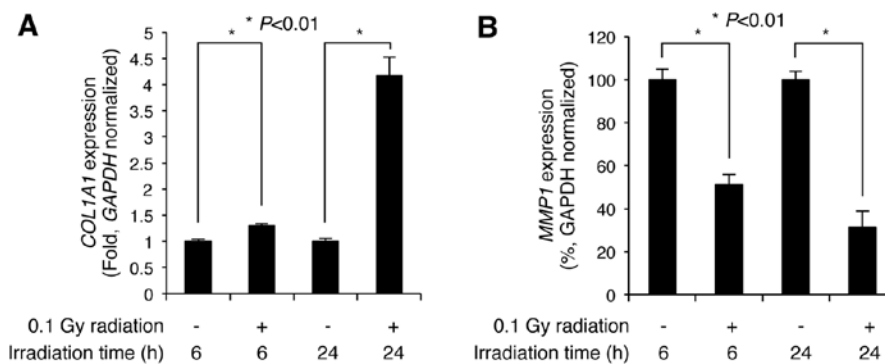 A
* P<0.01
COL1A1 expression
(Fold, GAPDH normalized)
5
4.5
4
3.5
3
2.5
2
1.5
1
0.5
0
*
*
0.1 Gy radiation - + - +
Irradiation time (h) 6 6 24 24
B
* P<0.01
MMP1 expression
(%, GAPDH normalized)
120
100
80
60
40
20
0
*
*
0.1 Gy radiation - + - +
Irradiation time (h) 6 6 24 24